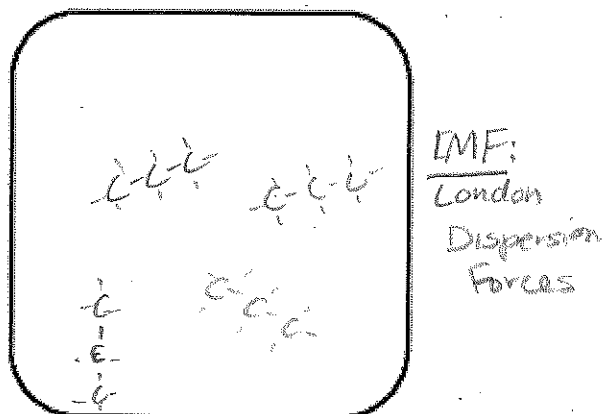 C-C-C
IMF:
-C-C-C-
London
Dispersion
Forces
C-C-C
C
C
C